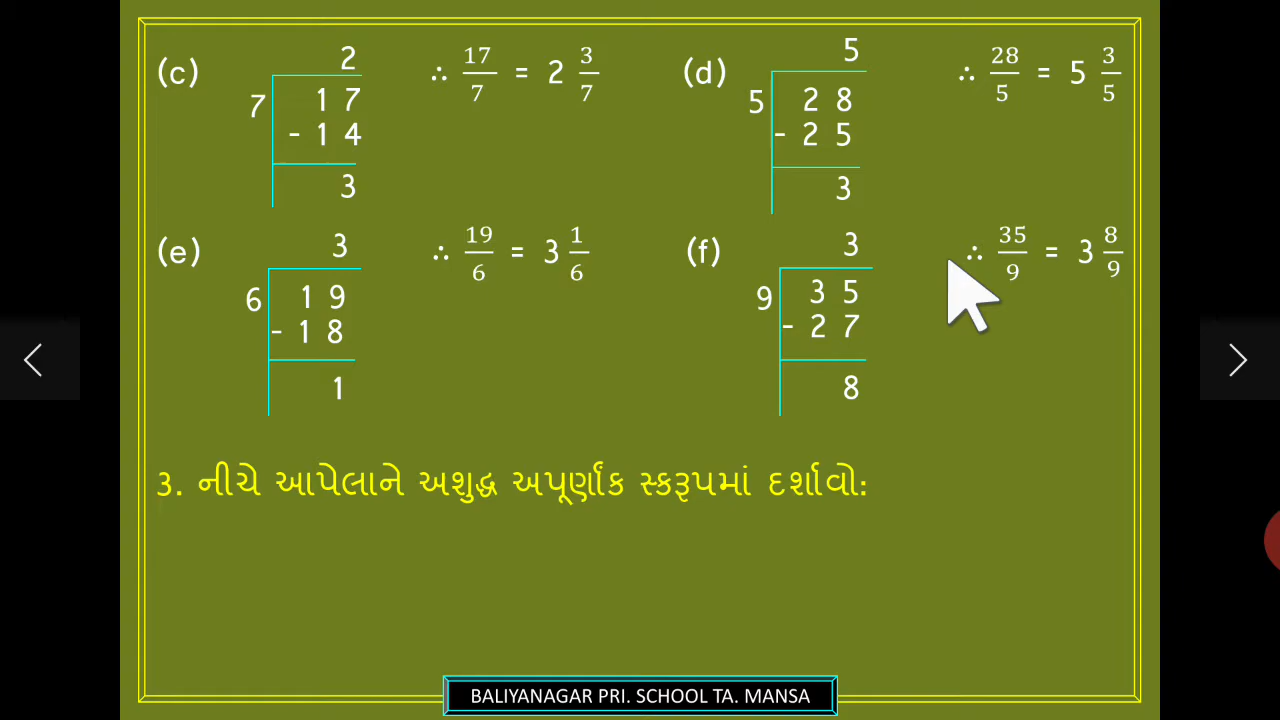 (c) 2 ∴ 17/7 = 2 3/7
7 17
- 14
3
(d) 5 ∴ 28/5 = 5 3/5
5 28
- 25
3
(e) 3 ∴ 19/6 = 3 1/6
6 19
- 18
1
(f) 3 ∴ 35/9 = 3 8/9
9 35
- 27
8
૩. નીચે આપેલાને અશુદ્ધ અપૂર્ણાંક સ્કરૂપમાં દર્શાવો:
BALIYANAGAR PRI. SCHOOL TA. MANSA